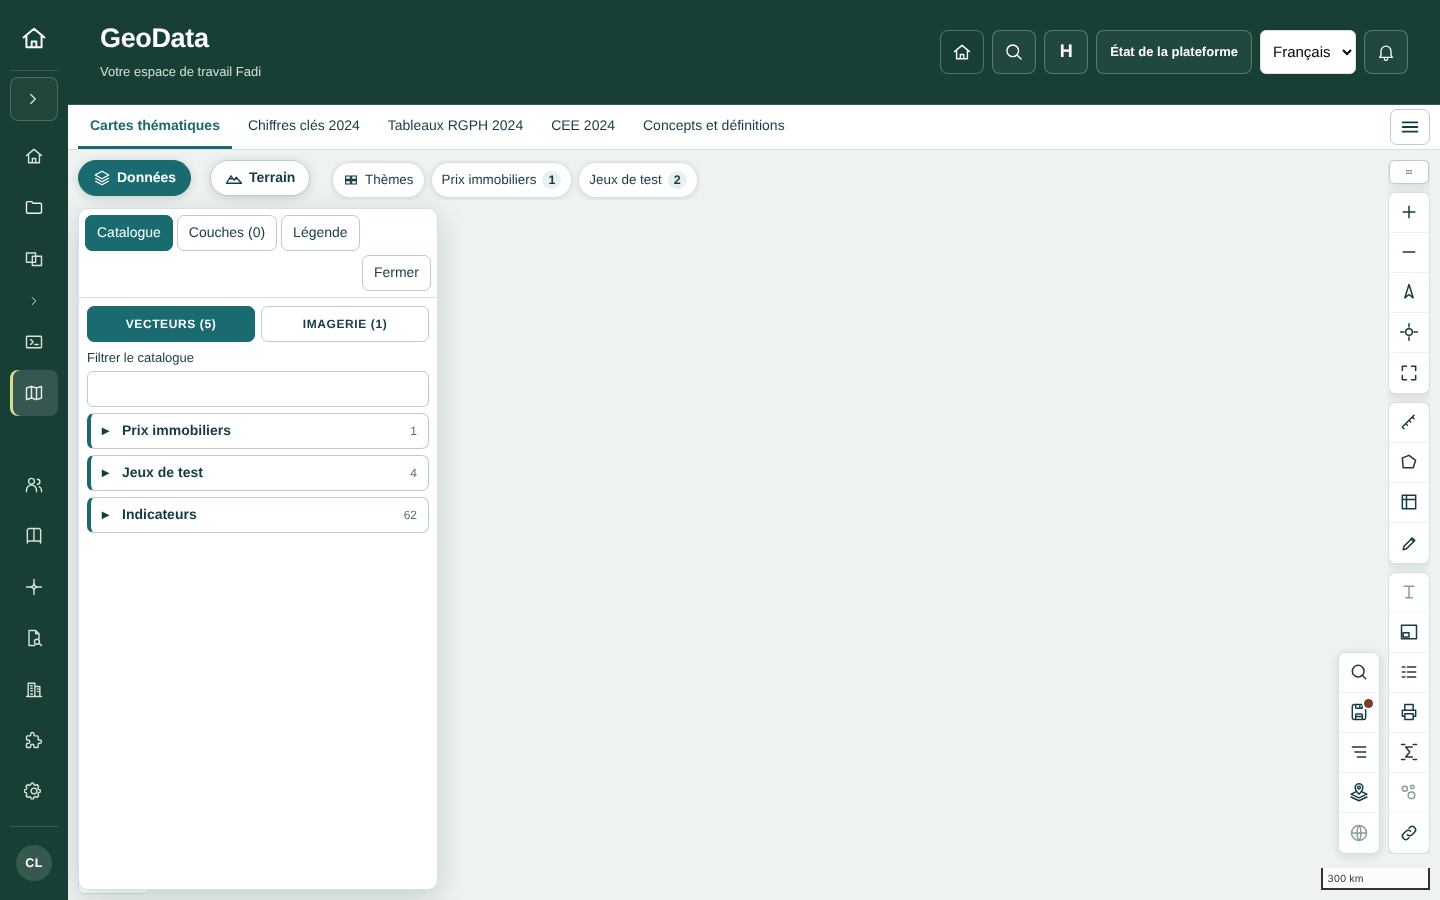 GeoData
Votre espace de travail Fadi
H
État de la plateforme
Français
Cartes thématiques
Chiffres clés 2024
Tableaux RGPH 2024
CEE 2024
Concepts et définitions
Données
Terrain
Thèmes
Prix immobiliers 1
Jeux de test 2
Catalogue
Couches (0)
Légende
Fermer
VECTEURS (5)
IMAGERIE (1)
Filtrer le catalogue
Prix immobiliers 1
Jeux de test 4
Indicateurs 62
CL
300 km